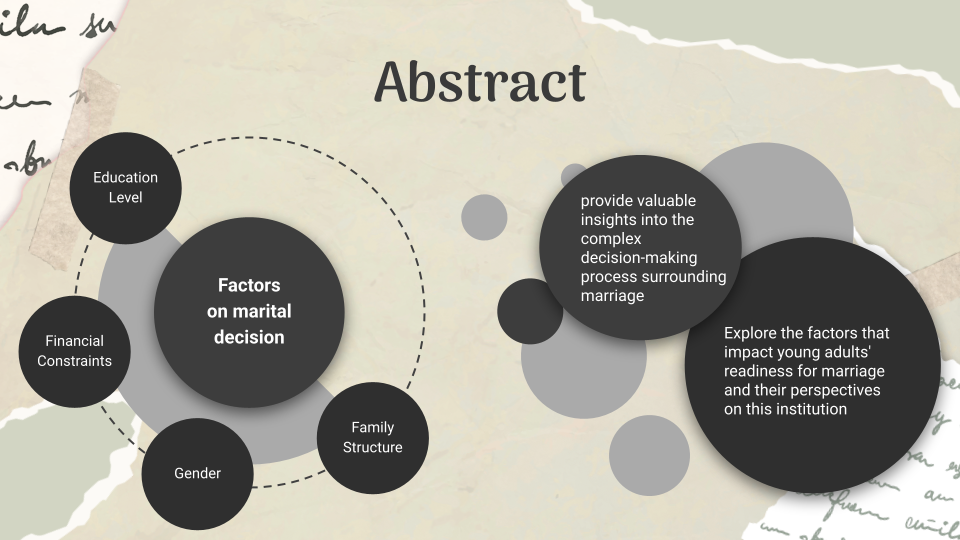 Abstract
Education
Level
Factors
on marital
decision
Financial
Constraints
Gender
Family
Structure
provide valuable
insights into the
complex
decision-making
process surrounding
marriage
Explore the factors that
impact young adults'
readiness for marriage
and their perspectives
on this institution